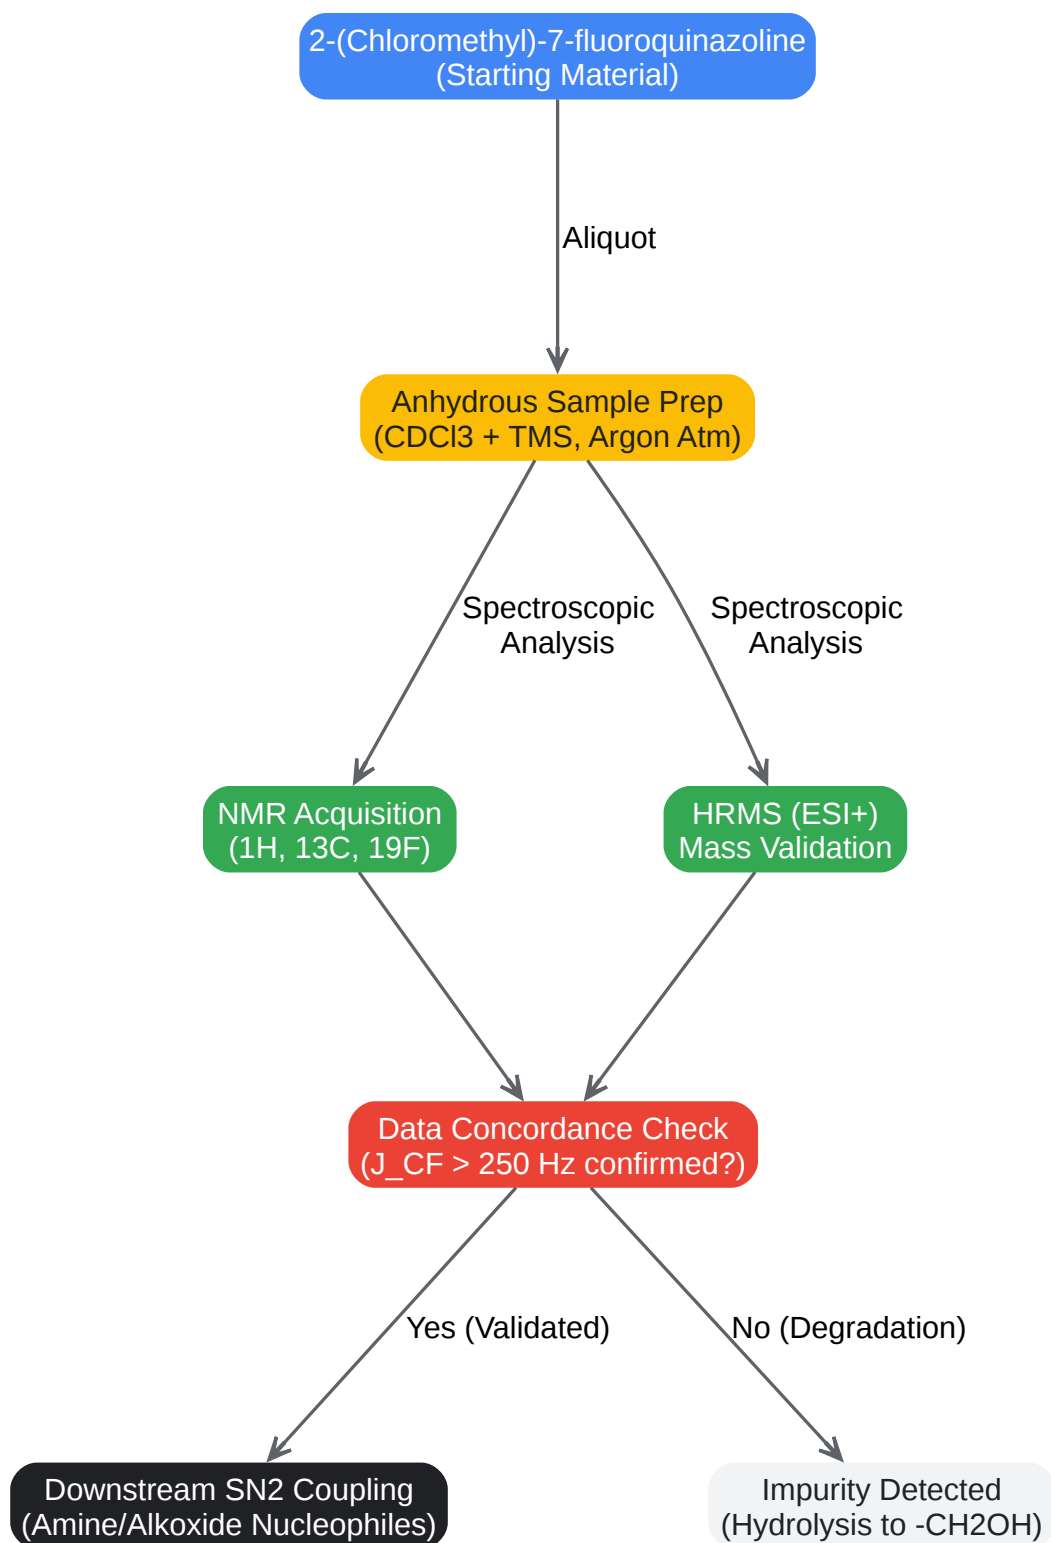 2-(Chloromethyl)-7-fluoroquinazoline
(Starting Material)
Aliquot
Anhydrous Sample Prep
(CDCl3 + TMS, Argon Atm)
Spectroscopic
Analysis
Spectroscopic
Analysis
NMR Acquisition
(1H, 13C, 19F)
HRMS (ESI+)
Mass Validation
Data Concordance Check
(J_CF > 250 Hz confirmed?)
Yes (Validated)
No (Degradation)
Downstream SN2 Coupling
(Amine/Alkoxide Nucleophiles)
Impurity Detected
(Hydrolysis to -CH2OH)